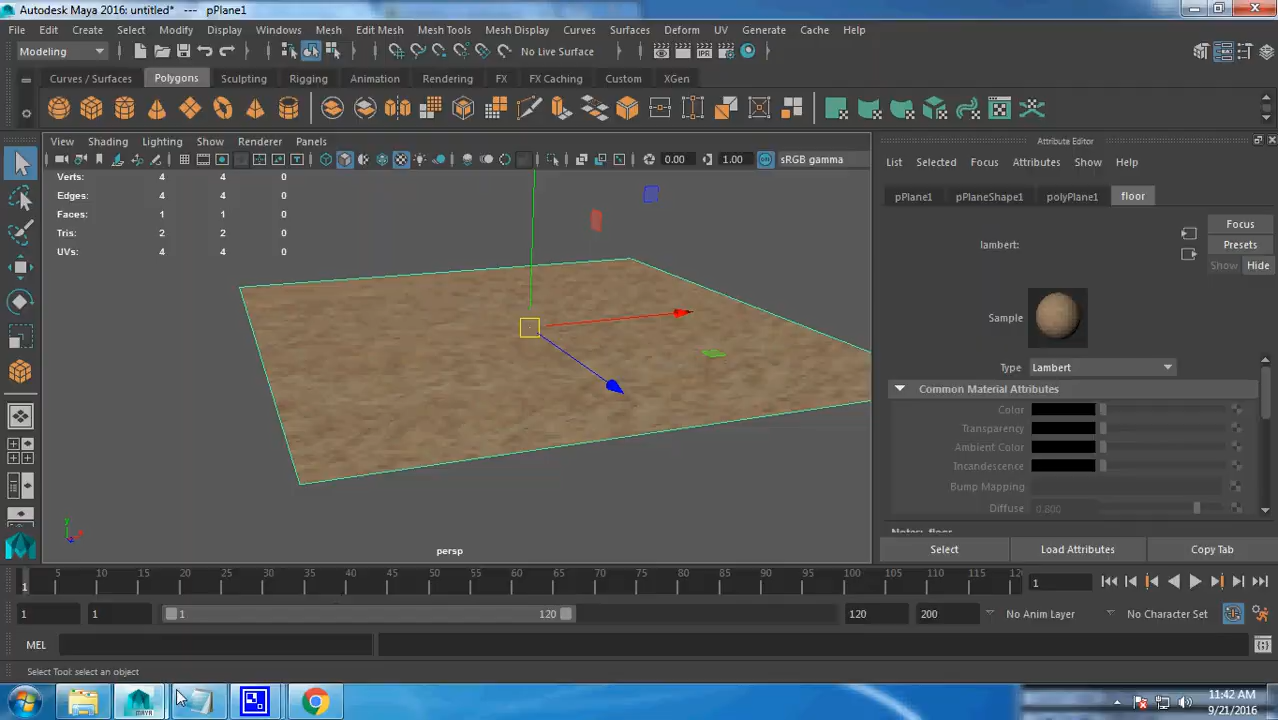 Autodesk Maya 2016: untitled*   ---   pPlane1
File Edit Create Select Modify Display Windows Mesh Edit Mesh Mesh Tools Mesh Display Curves Surfaces Deform UV Generate Cache Help
Modeling No Live Surface
Curves / Surfaces Polygons Sculpting Rigging Animation Rendering FX FX Caching Custom XGen
View Shading Lighting Show Renderer Panels
0.00 1.00 sRGB gamma
Verts: 4 4 0
Edges: 4 4 0
Faces: 1 1 0
Tris: 2 2 0
UVs: 4 4 0
y
persp
Attribute Editor
List Selected Focus Attributes Show Help
pPlane1 pPlaneShape1 polyPlane1 floor
lambert:
Focus
Presets
Show Hide
Sample
Type Lambert
Common Material Attributes
Color
Transparency
Ambient Color
Incandescence
Bump Mapping
Diffuse 0.800
Notes: floor
Select Load Attributes Copy Tab
1 5 10 15 20 25 30 35 40 45 50 55 60 65 70 75 80 85 90 95 100 105 110 115 12 1
1 1 1 120 120 200 No Anim Layer No Character Set
MEL
Select Tool: select an object
MAYA
11:42 AM
9/21/2016